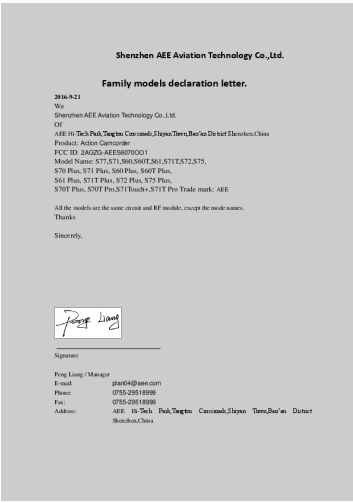 Shenzhen AEE Aviation Technology Co.,Ltd.
Family models declaration letter.
2016-9-21
We
Shenzhen AEE Aviation Technology Co.,Ltd.
Of
AEE Hi-Tech Park,Tangtou Crossroads,Shiyan Town,Bao'an District Shenzhen,China
Product: Action Camcorder
FCC ID: 2AGZG-AEES6070OO1
Model Name: S77,S71,S60,S60T,S61,S71T,S72,S75,
S70 Plus, S71 Plus, S60 Plus, S60T Plus,
S61 Plus, S71T Plus, S72 Plus, S75 Plus,
S70T Plus, S70T Pro,S71Touch+,S71T Pro Trade mark: AEE
All the models are the same circuit and RF module, except the mode names.
Thanks
Sincerely,
Peng Liang
Signature
Peng Liang / Manager
E-mail: plan04@aee.com
Phone: 0755-29518999
Fax: 0755-29518999
Address: AEE Hi-Tech Park,Tangtou Crossroads,Shiyan Town,Bao'an District
Shenzhen,China